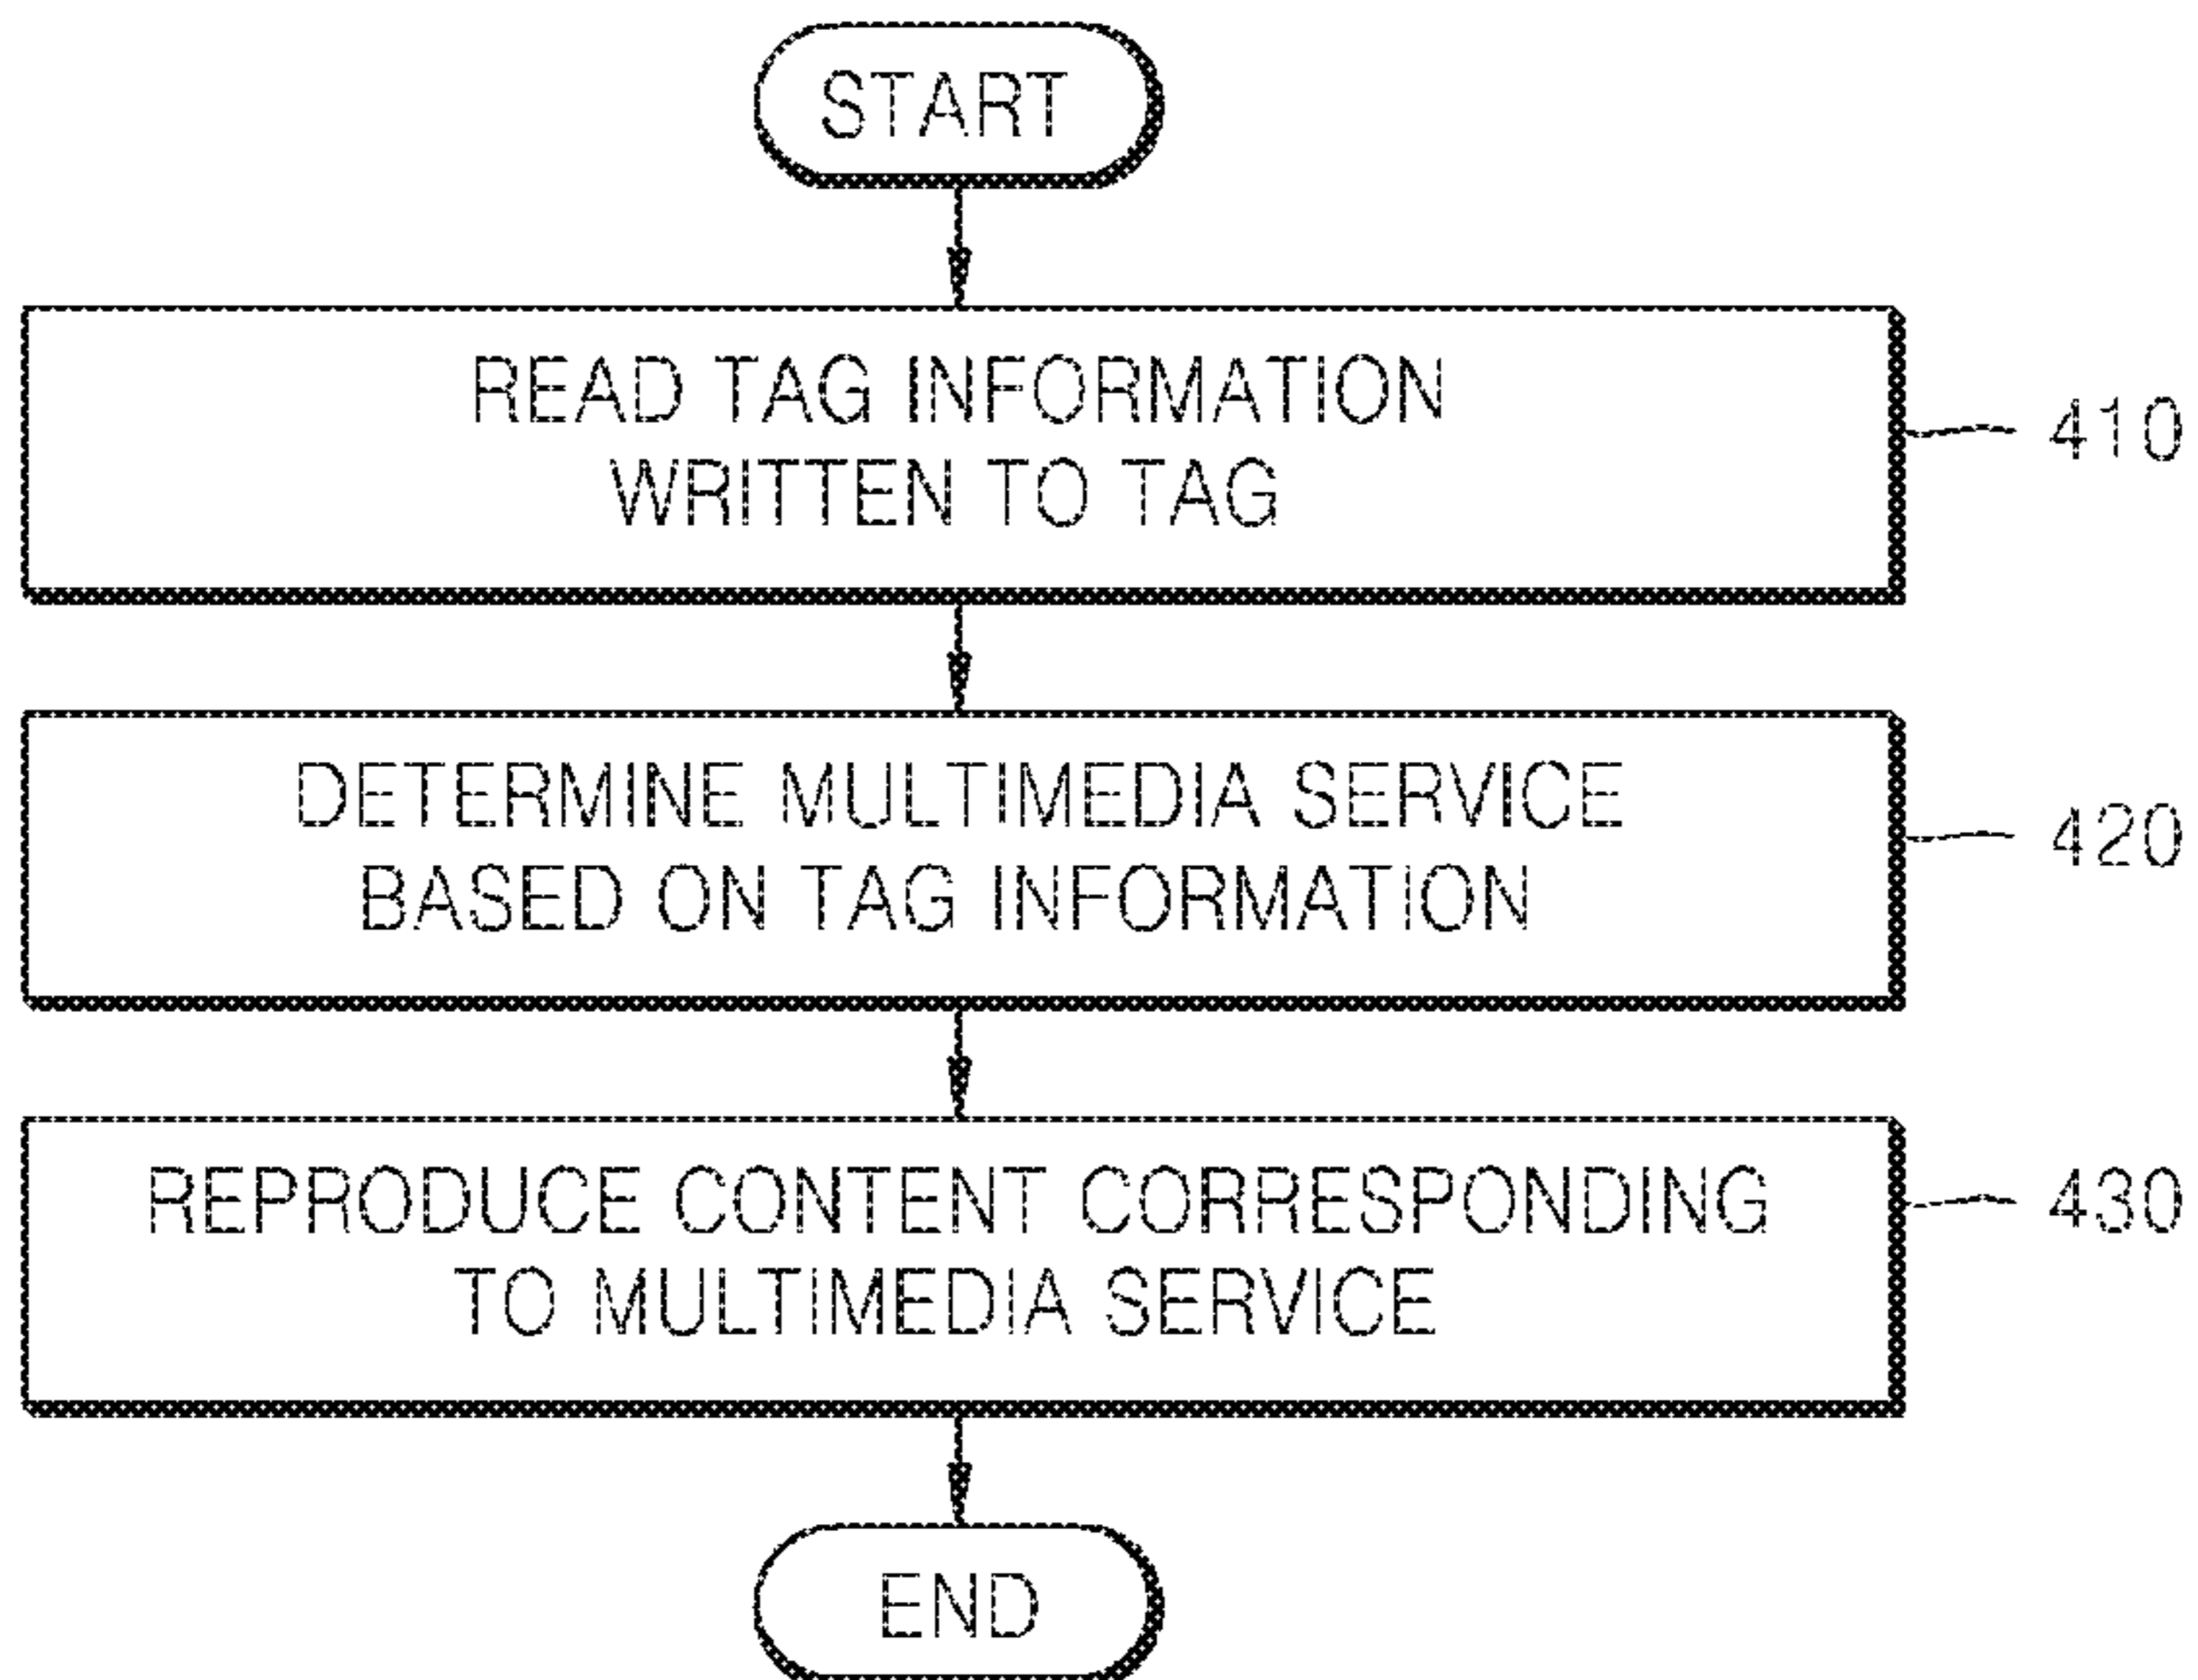 START
READ TAG INFORMATION
WRITTEN TO TAG
410
DETERMINE MULTIMEDIA SERVICE
BASED ON TAG INFORMATION
420
REPRODUCE CONTENT CORRESPONDING
TO MULTIMEDIA SERVICE
430
END